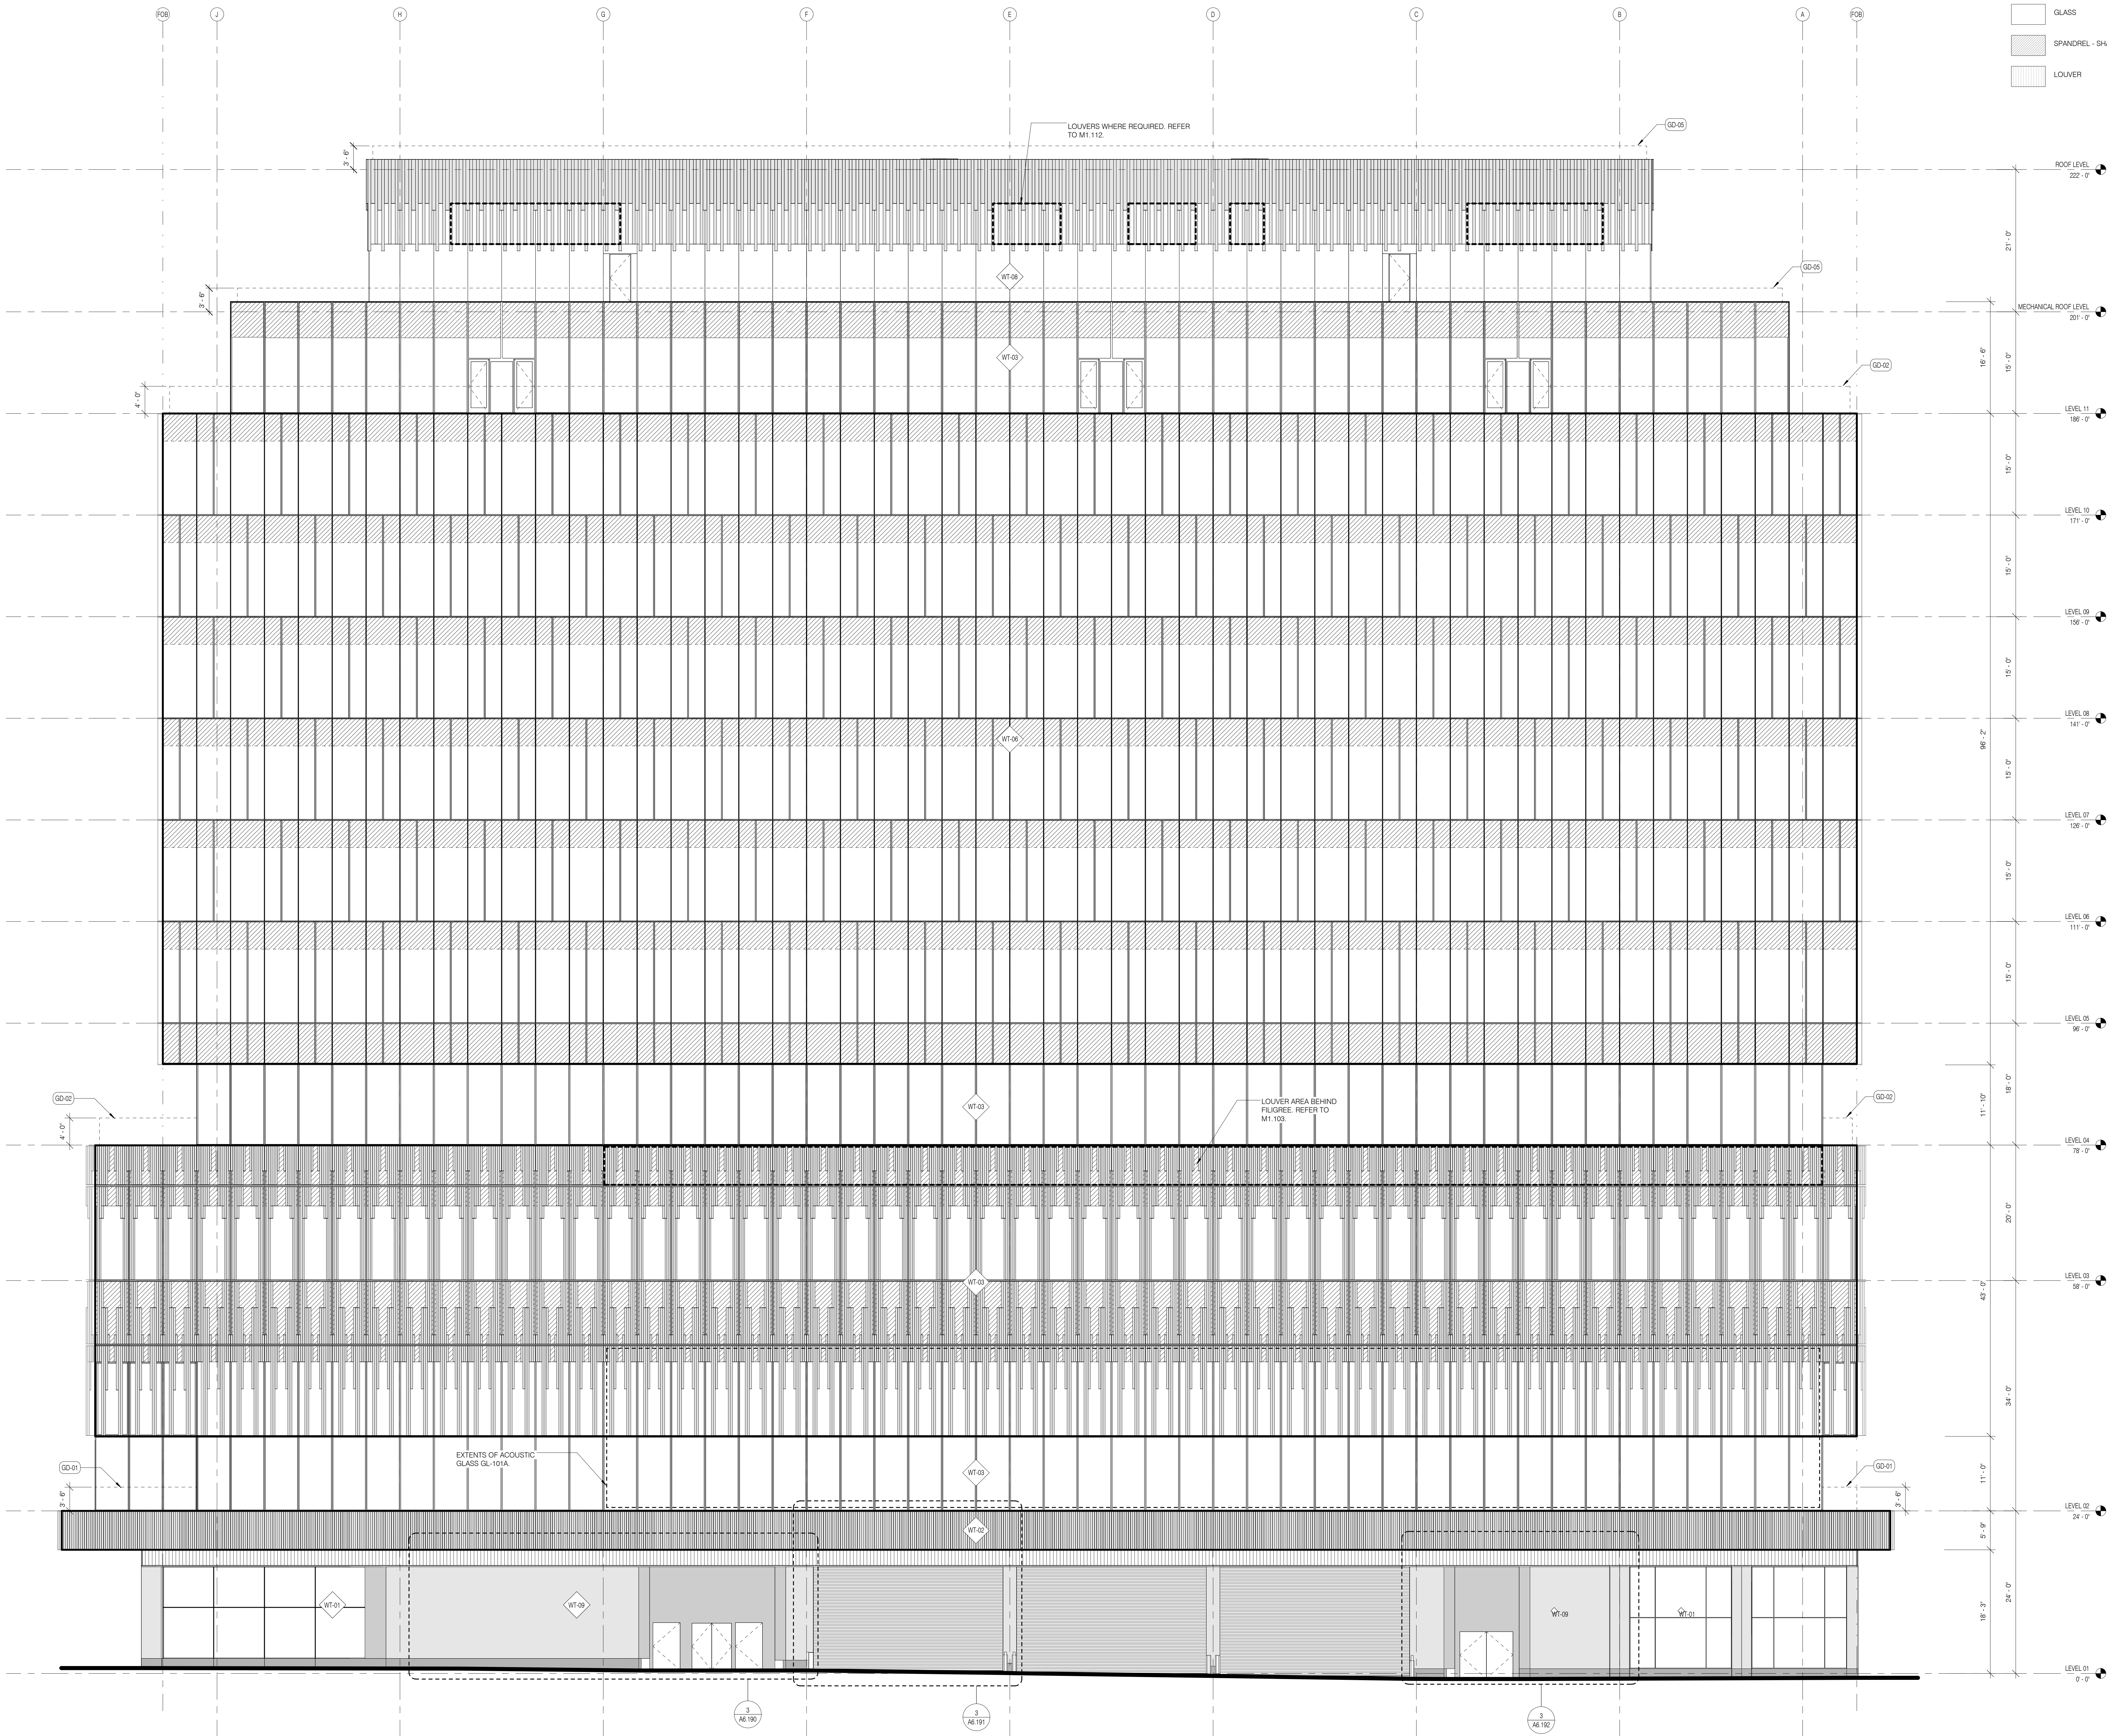 FOB
J
H
G
F
E
D
C
B
A
FOB
GLASS
SPANDREL - SH
LOUVER
LOUVERS WHERE REQUIRED. REFER
TO M1.112.
GD-05
3' - 6"
ROOF LEVEL
222' - 0"
21' - 0"
WT-08
GD-05
3' - 6"
MECHANICAL ROOF LEVEL
201' - 0"
WT-03
16' - 6"
15' - 0"
GD-02
4' - 0"
LEVEL 11
186' - 0"
15' - 0"
LEVEL 10
171' - 0"
15' - 0"
LEVEL 09
156' - 0"
15' - 0"
LEVEL 08
141' - 0"
WT-06
96' - 2"
15' - 0"
LEVEL 07
126' - 0"
15' - 0"
LEVEL 06
111' - 0"
15' - 0"
LEVEL 05
96' - 0"
18' - 0"
11' - 10"
GD-02
4' - 0"
WT-03
LOUVER AREA BEHIND
FILIGREE. REFER TO
M1.103.
GD-02
LEVEL 04
78' - 0"
20' - 0"
WT-03
LEVEL 03
58' - 0"
43' - 0"
34' - 0"
EXTENTS OF ACOUSTIC
GLASS GL-101A.
GD-01
3' - 6"
WT-03
GD-01
3' - 6"
11' - 0"
LEVEL 02
24' - 0"
WT-02
5' - 9"
24' - 0"
18' - 3"
WT-01
WT-09
WT-09
WT-01
LEVEL 01
0' - 0"
3
A6.190
3
A6.191
3
A6.192